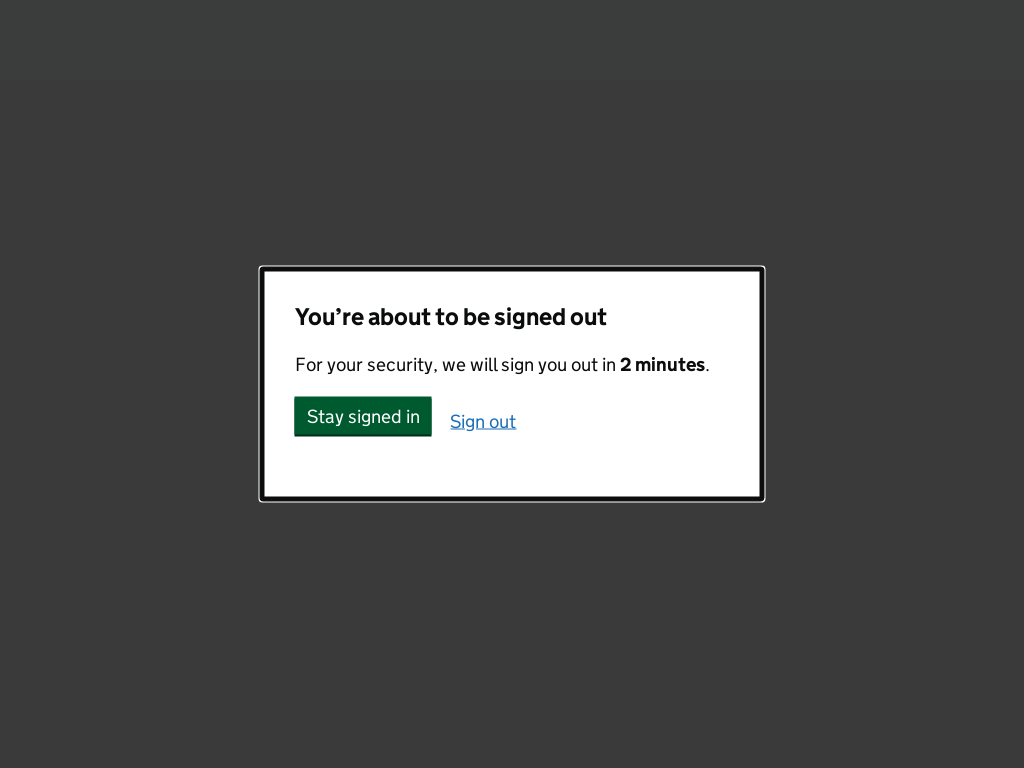 You’re about to be signed out
For your security, we will sign you out in 2 minutes.
Stay signed in
Sign out